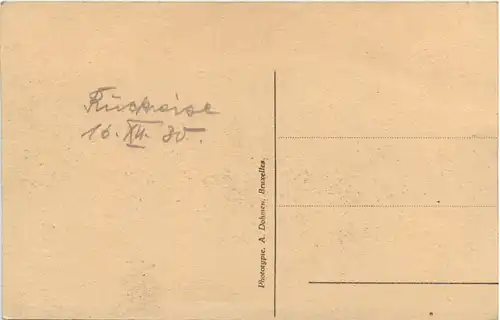 Rückreise
16. XII. 30.
Phototypie. A. Dohmen, Bruxelles.